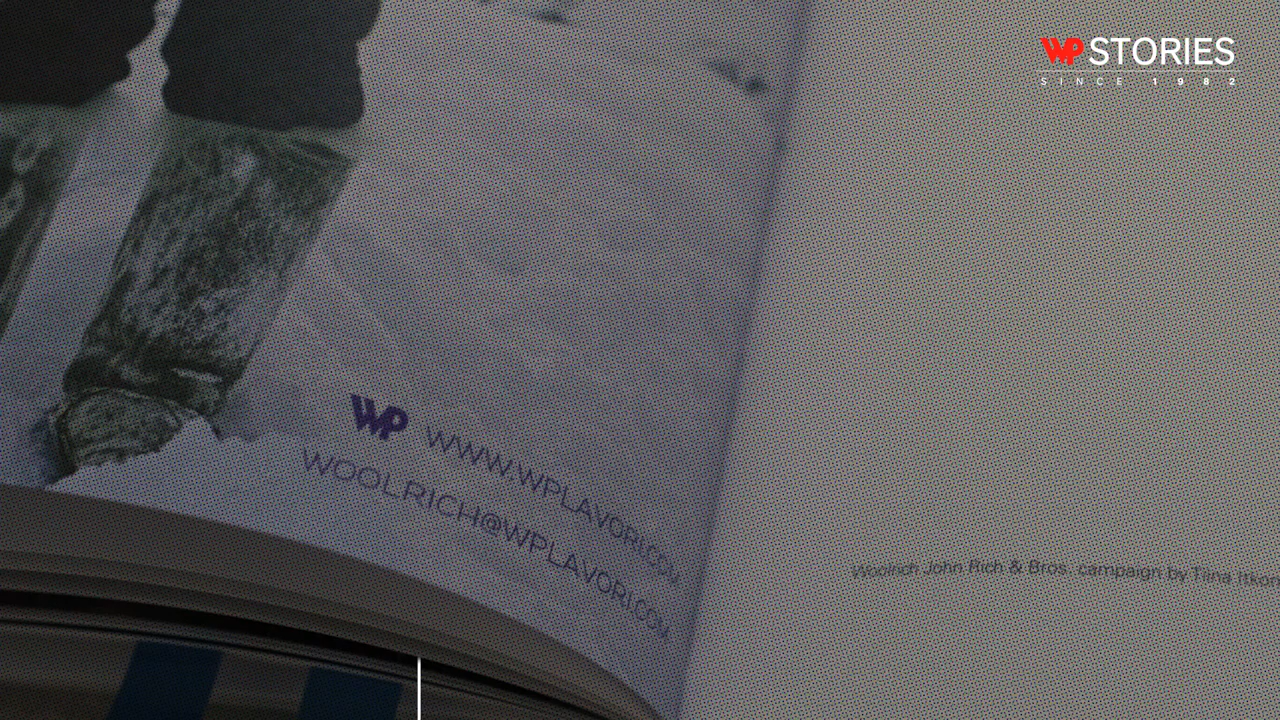 WP STORIES
SINCE 1982
WP WWW.WPLAVORI.COM
WOOLRICH@WPLAVORI.COM
Woolrich John Rich & Bros. campaign by Tiina Itkon